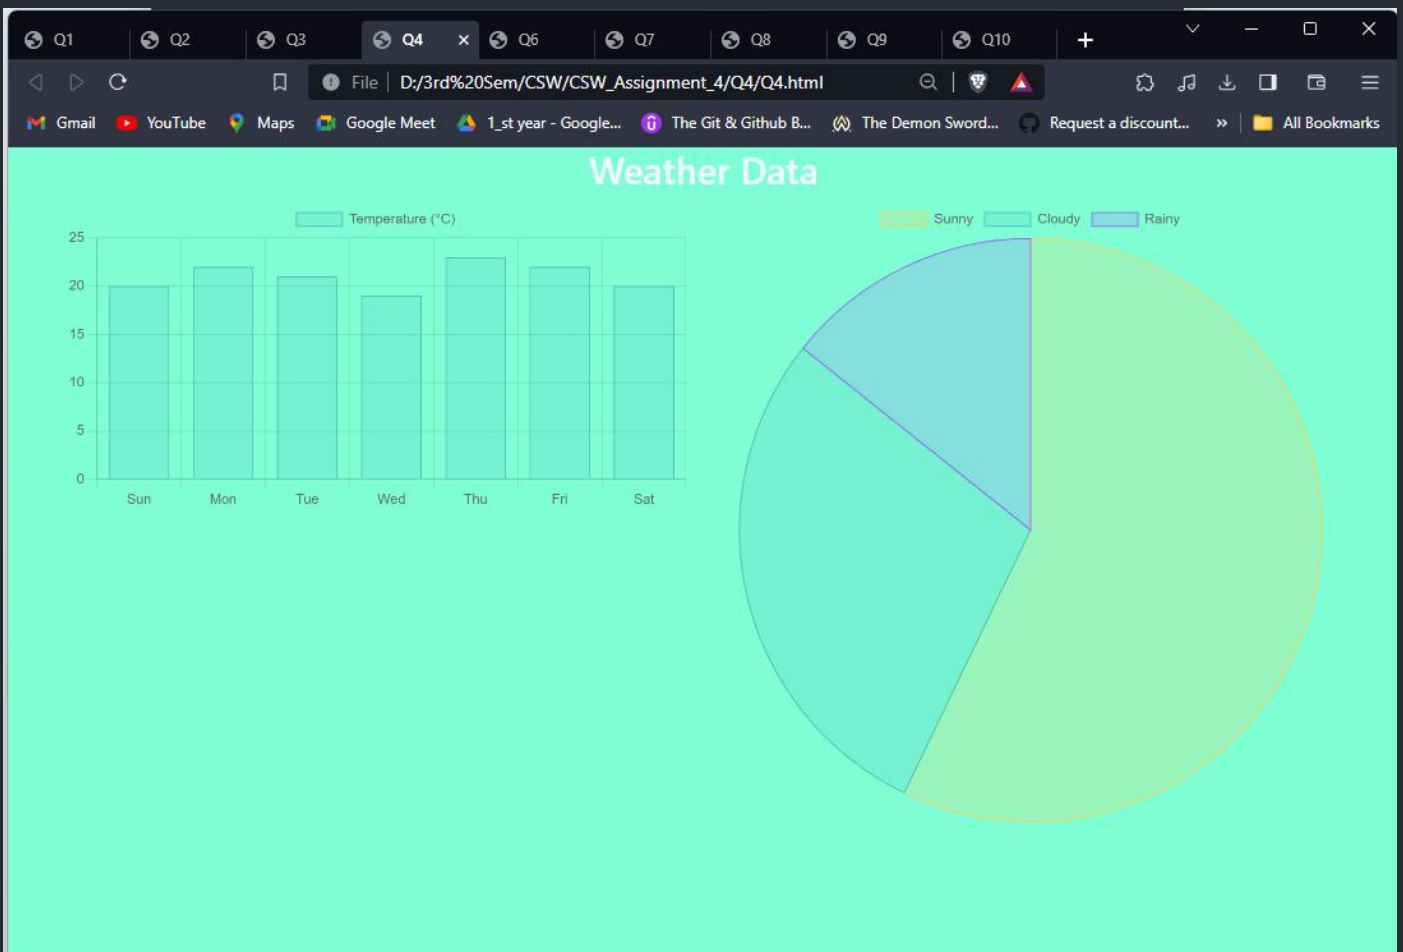 Q1 Q2 Q3 Q4 Q6 Q7 Q8 Q9 Q10
File D:/3rd%20Sem/CSW/CSW_Assignment_4/Q4/Q4.html
Gmail YouTube Maps Google Meet 1_st year - Google... The Git & Github B... The Demon Sword... Request a discount... » All Bookmarks
Weather Data
Temperature (°C)
25
20
15
10
5
0
Sun Mon Tue Wed Thu Fri Sat
Sunny Cloudy Rainy